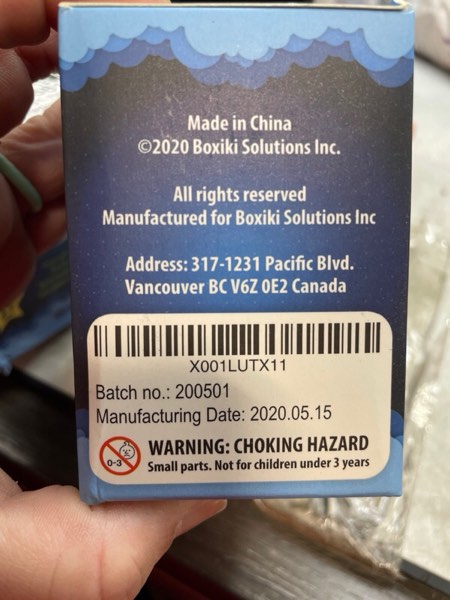 Made in China
©2020 Boxiki Solutions Inc.
All rights reserved
Manufactured for Boxiki Solutions Inc
Address: 317-1231 Pacific Blvd.
Vancouver BC V6Z 0E2 Canada
X001LUTX11
Batch no.: 200501
Manufacturing Date: 2020.05.15
0-3
WARNING: CHOKING HAZARD
Small parts. Not for children under 3 years